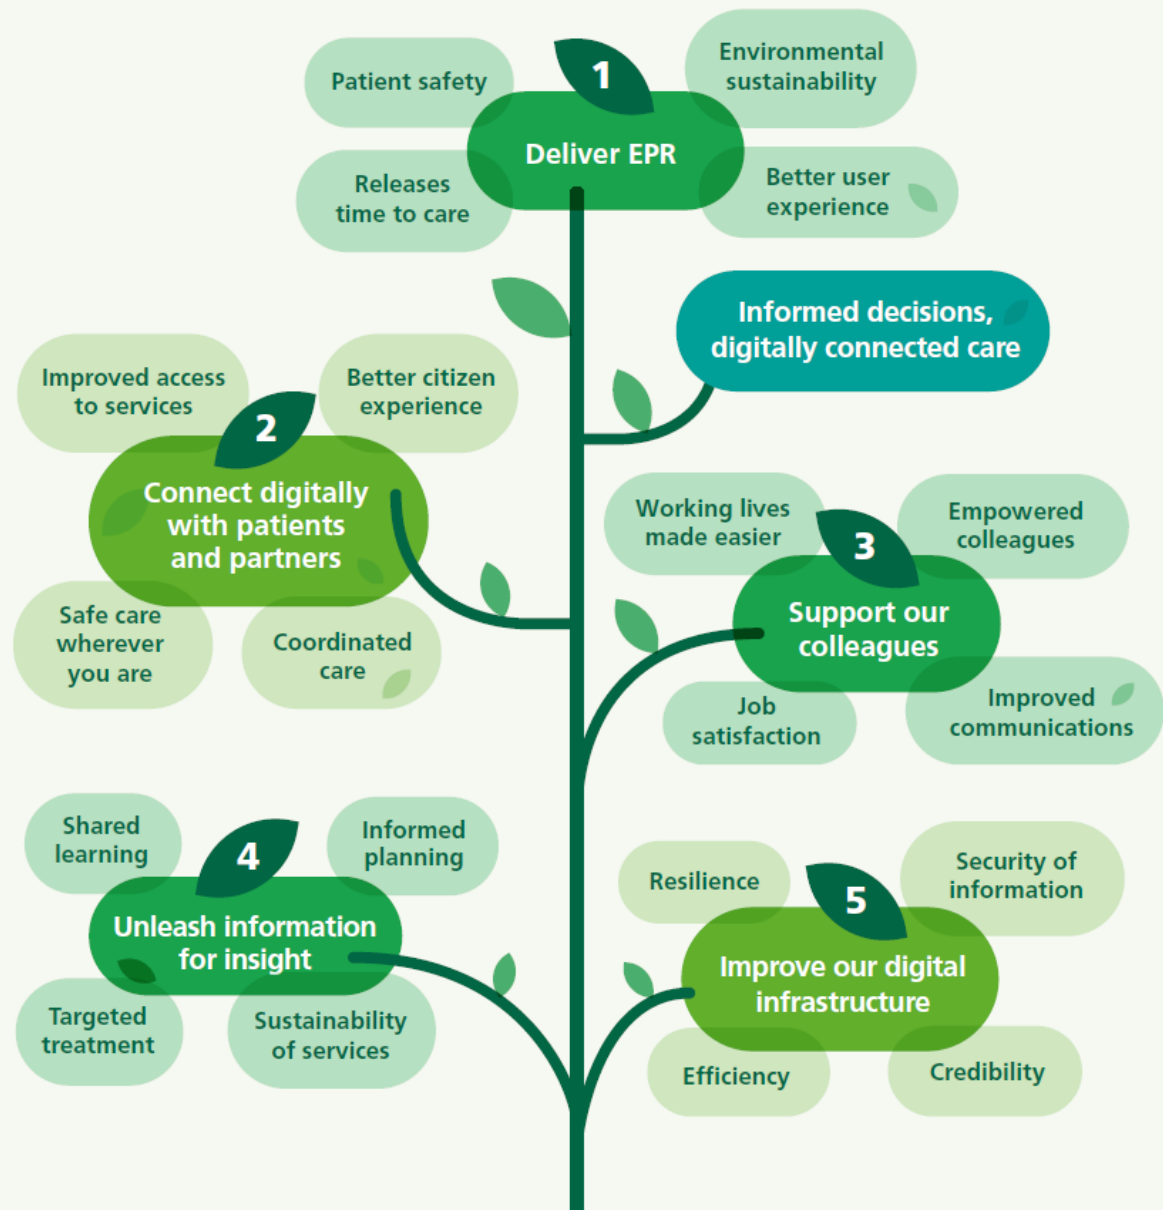 1
Patient safety
Environmental
sustainability
Deliver EPR
Releases
time to care
Better user
experience
Informed decisions,
digitally connected care
2
Improved access
to services
Better citizen
experience
Connect digitally
with patients
and partners
Safe care
wherever
you are
Coordinated
care
3
Working lives
made easier
Empowered
colleagues
Support our
colleagues
Job
satisfaction
Improved
communications
4
Shared
learning
Informed
planning
Unleash information
for insight
Targeted
treatment
Sustainability
of services
5
Resilience
Security of
information
Improve our digital
infrastructure
Efficiency
Credibility